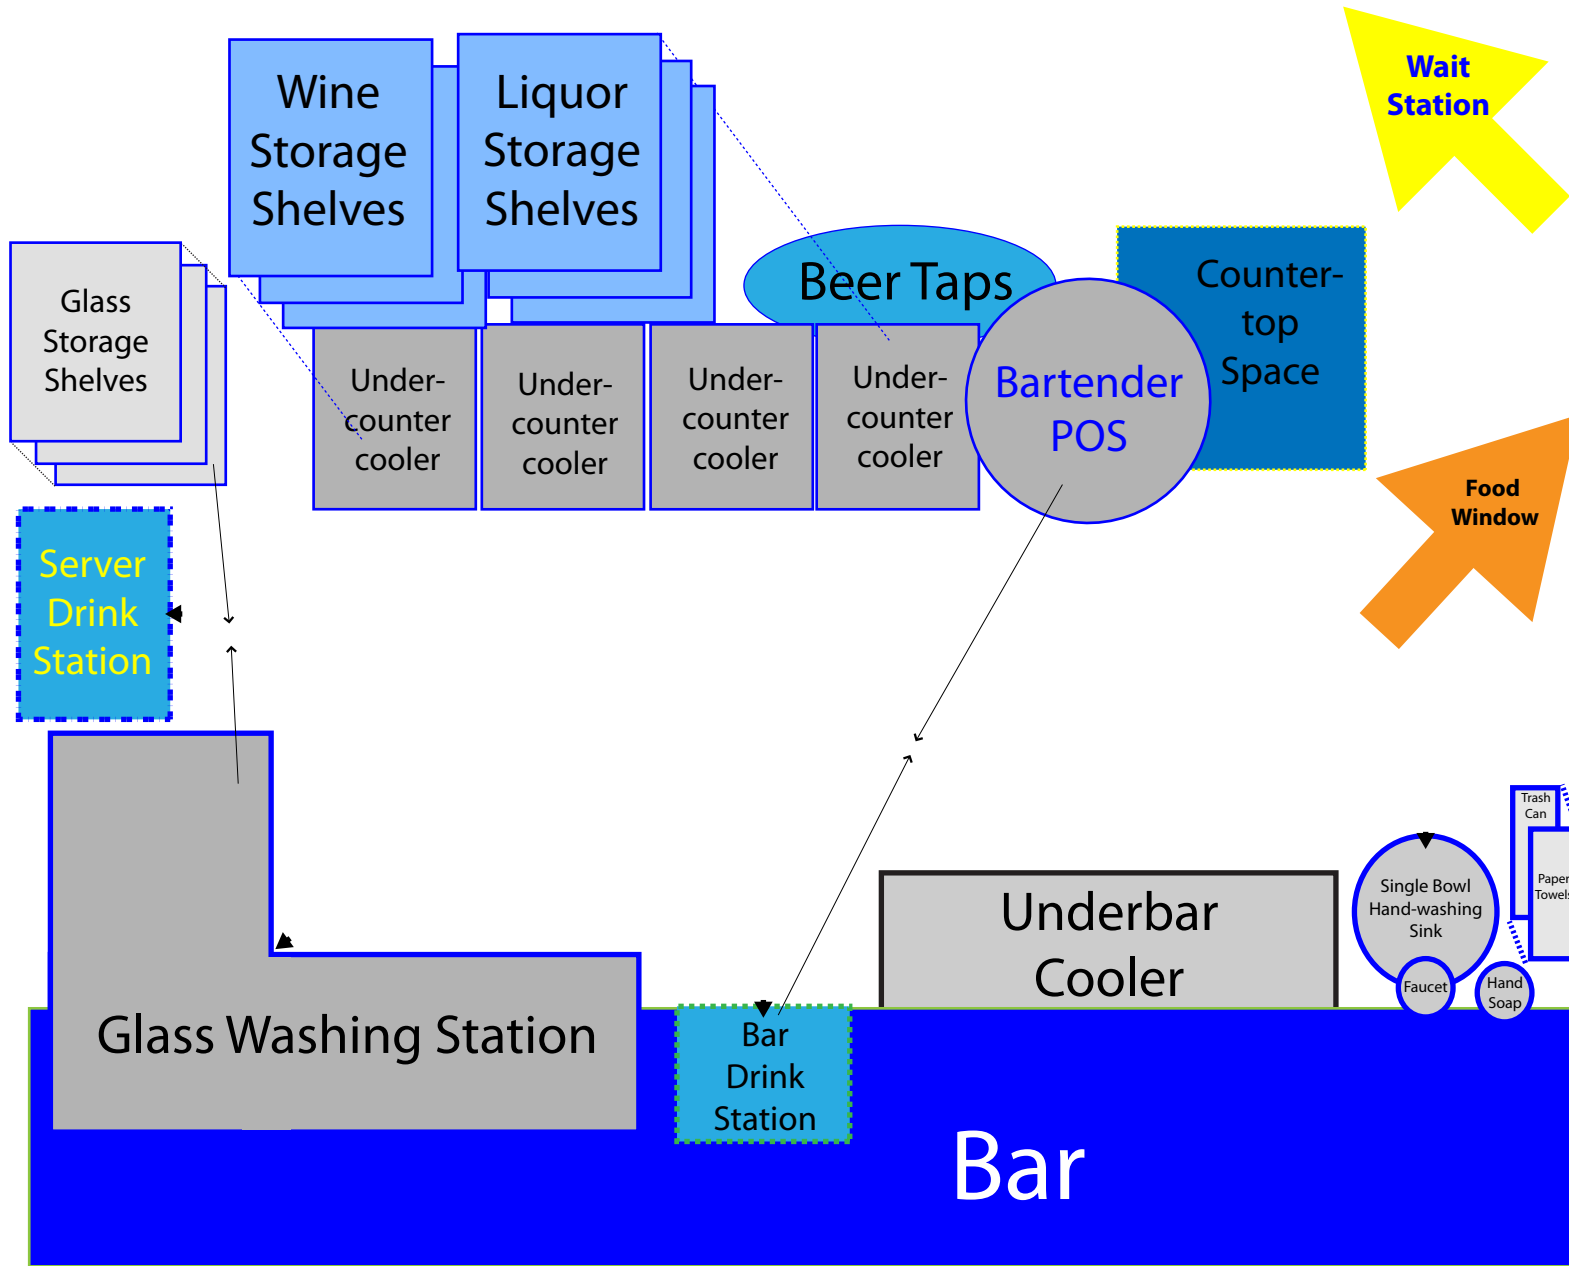 Wine
Storage
Shelves
Liquor
Storage
Shelves
Wait
Station
Glass
Storage
Shelves
Beer Taps
Counter-
top
Space
Under-
counter
cooler
Under-
counter
cooler
Under-
counter
cooler
Under-
counter
cooler
Bartender
POS
Food
Window
Server
Drink
Station
Trash
Can
Paper
Towels
Single Bowl
Hand-washing
Sink
Faucet
Hand
Soap
Underbar
Cooler
Glass Washing Station
Bar
Drink
Station
Bar